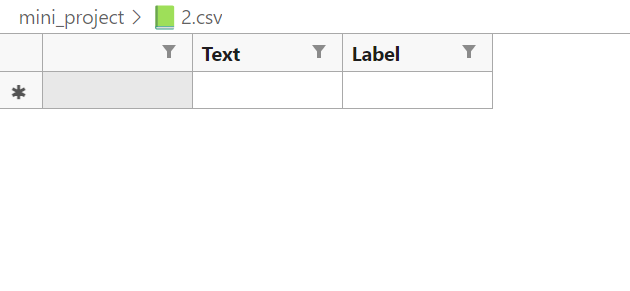 mini_project > 2.csv
Text Label
✱